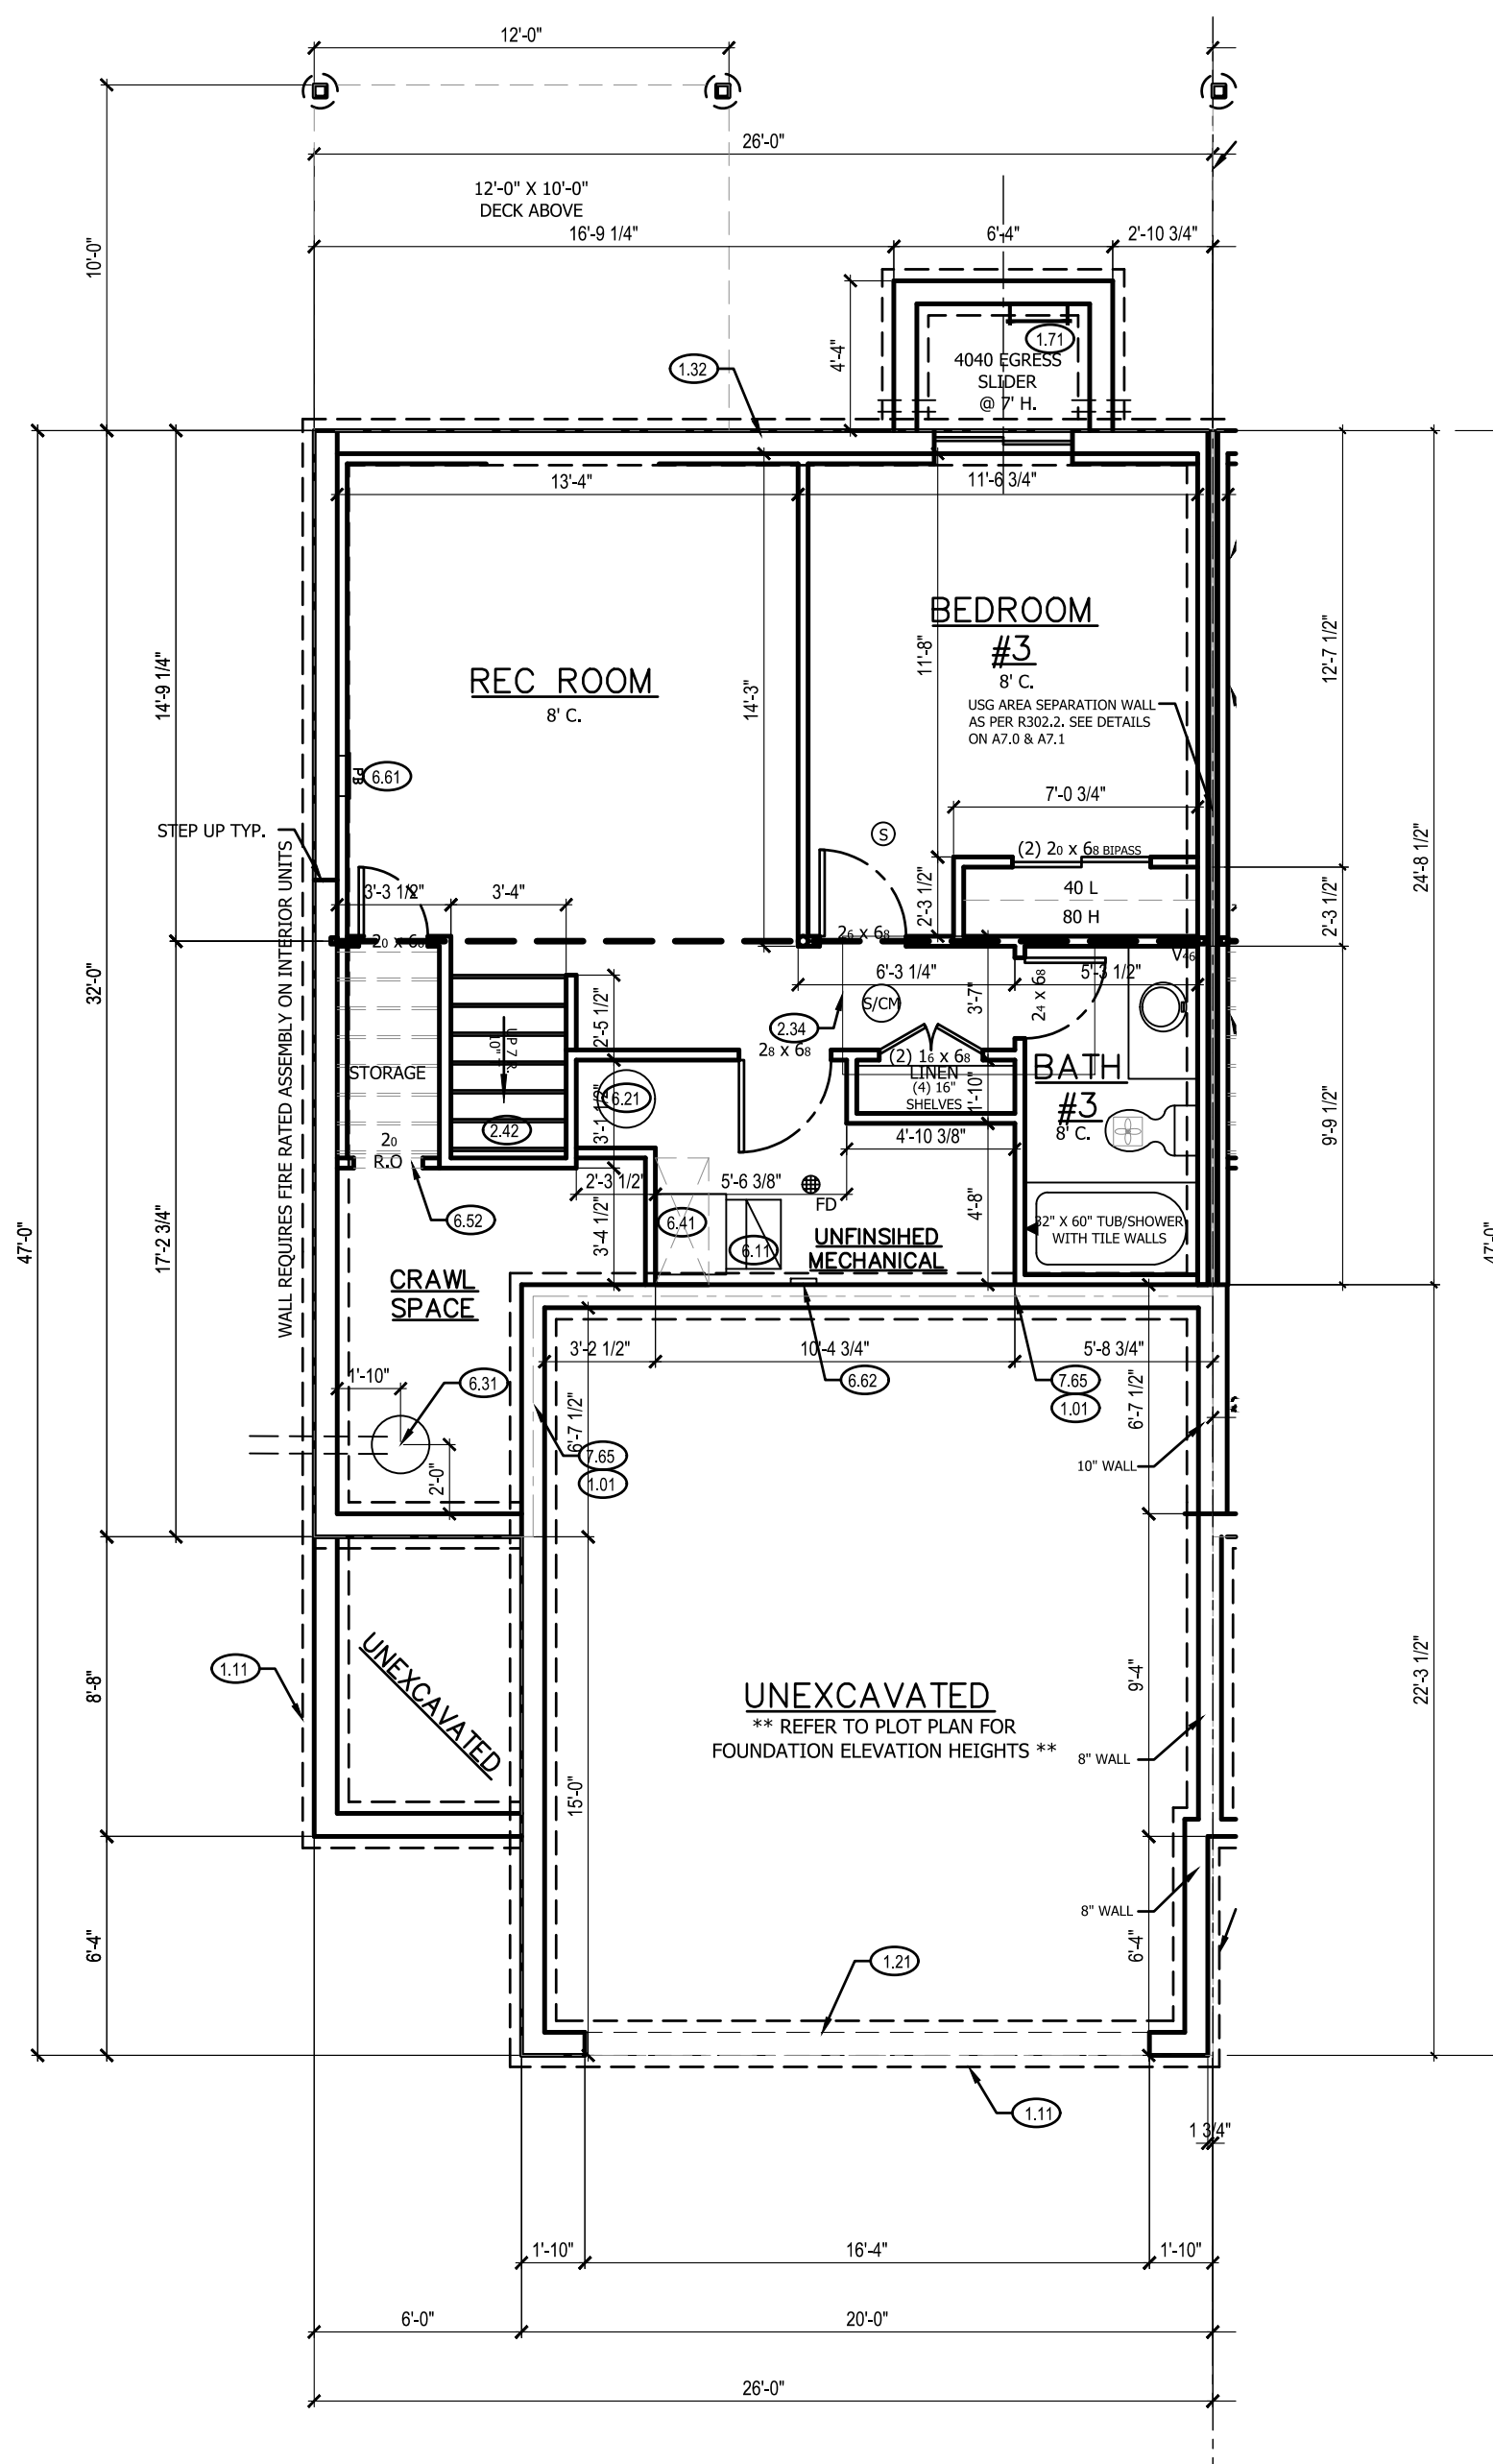 12'-0"
26'-0"
12'-0" X 10'-0"
DECK ABOVE
16'-9 1/4"
6'-4"
2'-10 3/4"
10'-0"
4'-4"
1.71
4040 EGRESS
SLIDER
@ 7' H.
1.32
13'-4"
11'-6 3/4"
BEDROOM
#3
8' C.
REC ROOM
8' C.
14'-9 1/4"
14'-3"
11'-8"
12'-7 1/2"
USG AREA SEPARATION WALL
AS PER R302.2. SEE DETAILS
ON A7.0 & A7.1
PB
6.61
7'-0 3/4"
STEP UP TYP.
S
(2) 20 x 68 BIPASS
24'-8 1/2"
3'-3 1/2"
3'-4"
2'-3 1/2"
40 L
80 H
2'-3 1/2"
20 x 68
26 x 68
V46
32'-0"
6'-3 1/4"
5'-3 1/2"
S/CM
3'-7"
24 x 68
2'-5 1/2"
2.34
28 x 68
UP 7 R.
10" T.
(2) 16 x 68
LINEN
(4) 16"
SHELVES
1'-10"
BATH
#3
8' C.
STORAGE
6.21
3'-1 1/2"
2.42
9'-9 1/2"
20
R.O
4'-10 3/8"
WALL REQUIRES FIRE RATED ASSEMBLY ON INTERIOR UNITS
2'-3 1/2"
5'-6 3/8"
FD
4'-8"
6.52
3'-4 1/2"
6.41
6.11
32" X 60" TUB/SHOWER
WITH TILE WALLS
UNFINSIHED
MECHANICAL
47'-0"
17'-2 3/4"
47'-0"
CRAWL
SPACE
3'-2 1/2"
10'-4 3/4"
5'-8 3/4"
1'-10"
6.31
6.62
7.65
1.01
6'-7 1/2"
6'-7 1/2"
7.65
1.01
2'-0"
10" WALL
1.11
UNEXCAVATED
8'-8"
UNEXCAVATED
** REFER TO PLOT PLAN FOR
FOUNDATION ELEVATION HEIGHTS **
9'-4"
22'-3 1/2"
8" WALL
15'-0"
8" WALL
6'-4"
6'-4"
1.21
1.11
1 3/4"
1'-10"
16'-4"
1'-10"
6'-0"
20'-0"
26'-0"